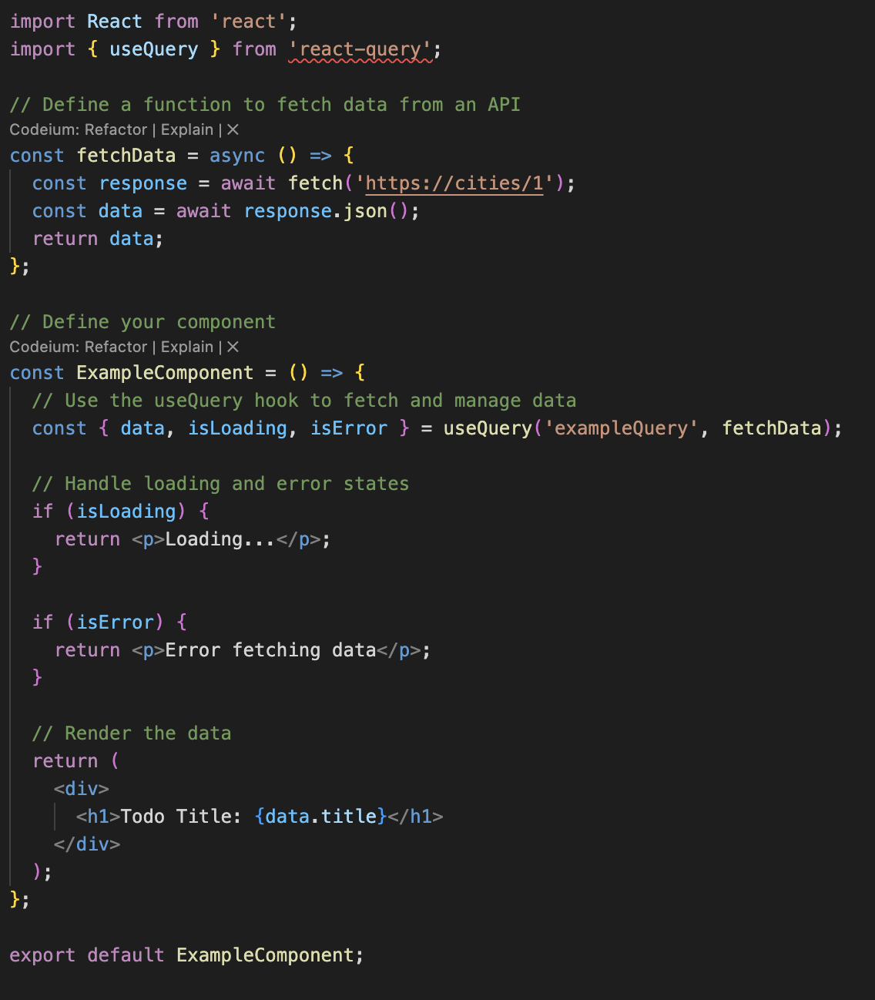 import React from 'react';
import { useQuery } from 'react-query';
// Define a function to fetch data from an API
Codeium: Refactor | Explain | ✕
const fetchData = async () => {
  const response = await fetch('https://cities/1');
  const data = await response.json();
  return data;
};
// Define your component
Codeium: Refactor | Explain | ✕
const ExampleComponent = () => {
  // Use the useQuery hook to fetch and manage data
  const { data, isLoading, isError } = useQuery('exampleQuery', fetchData);
  // Handle loading and error states
  if (isLoading) {
    return <p>Loading...</p>;
  }
  if (isError) {
    return <p>Error fetching data</p>;
  }
  // Render the data
  return (
    <div>
      <h1>Todo Title: {data.title}</h1>
    </div>
  );
};
export default ExampleComponent;